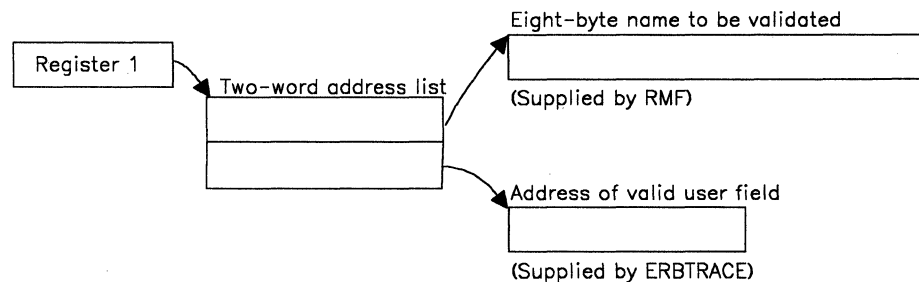 Eight-byte name to be validated
Register 1
Two-word address list
(Supplied by RMF)
Address of valid user field
(Supplied by ERBTRACE)